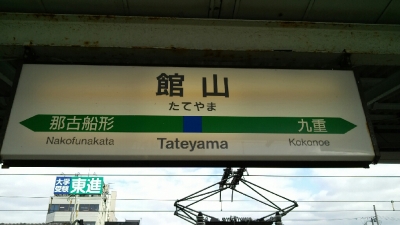 館山
たてやま
那古船形
九重
Nakofunakata
Tateyama
Kokonoe
大学
受験
東進